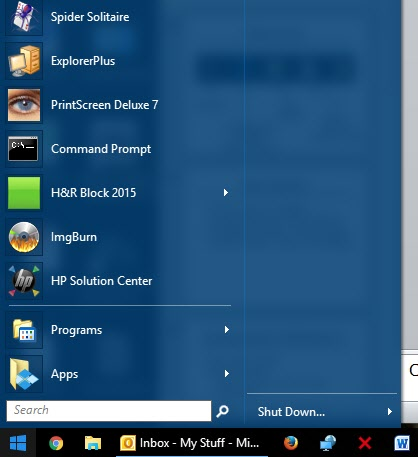 Spider Solitaire
ExplorerPlus
PrintScreen Deluxe 7
C:\
Command Prompt
H&R Block 2015
ImgBurn
hp
HP Solution Center
Programs
Apps
Search
Shut Down...
Inbox - My Stuff - Mi...